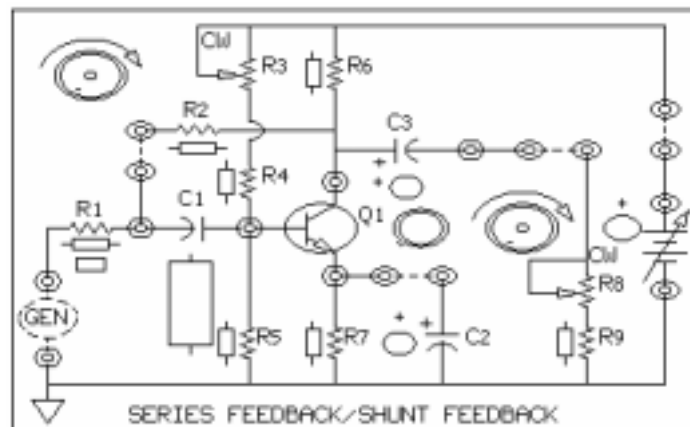 CW
R3
R6
R2
C3
R4
C1
Q1
R1
CW
R8
GEN
R5
R7
C2
R9
SERIES FEEDBACK/SHUNT FEEDBACK